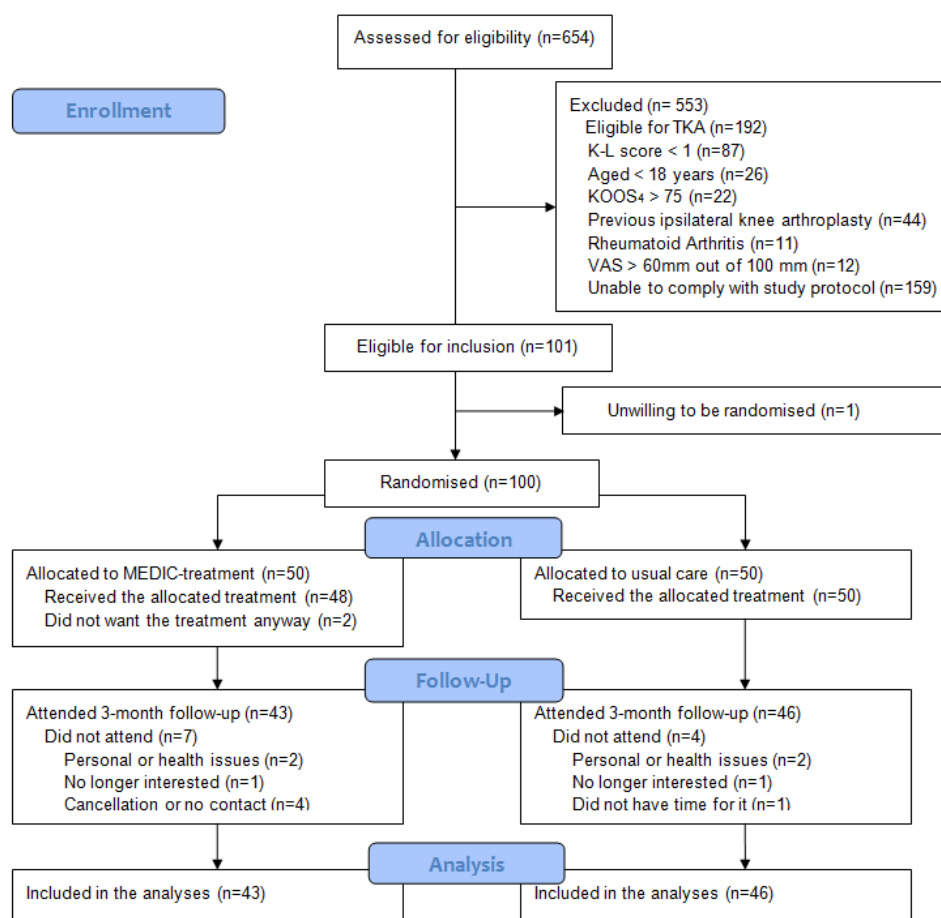 Assessed for eligibility (n=654)
Enrollment
Excluded (n= 553)
Eligible for TKA (n=192)
K-L score < 1 (n=87)
Aged < 18 years (n=26)
KOOS₄ > 75 (n=22)
Previous ipsilateral knee arthroplasty (n=44)
Rheumatoid Arthritis (n=11)
VAS > 60mm out of 100 mm (n=12)
Unable to comply with study protocol (n=159)
Eligible for inclusion (n=101)
Unwilling to be randomised (n=1)
Randomised (n=100)
Allocation
Allocated to MEDIC-treatment (n=50)
Received the allocated treatment (n=48)
Did not want the treatment anyway (n=2)
Allocated to usual care (n=50)
Received the allocated treatment (n=50)
Follow-Up
Attended 3-month follow-up (n=43)
Did not attend (n=7)
Personal or health issues (n=2)
No longer interested (n=1)
Cancellation or no contact (n=4)
Attended 3-month follow-up (n=46)
Did not attend (n=4)
Personal or health issues (n=2)
No longer interested (n=1)
Did not have time for it (n=1)
Analysis
Included in the analyses (n=43)
Included in the analyses (n=46)